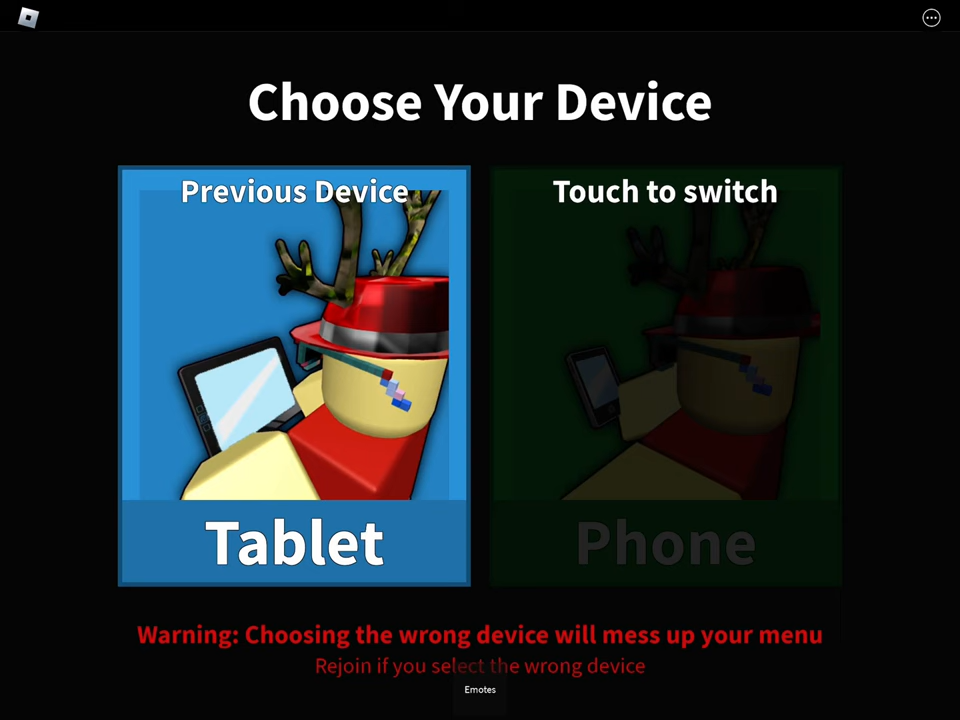 Choose Your Device
Previous Device
Touch to switch
Tablet
Phone
Warning: Choosing the wrong device will mess up your menu
Rejoin if you select the wrong device
Emotes